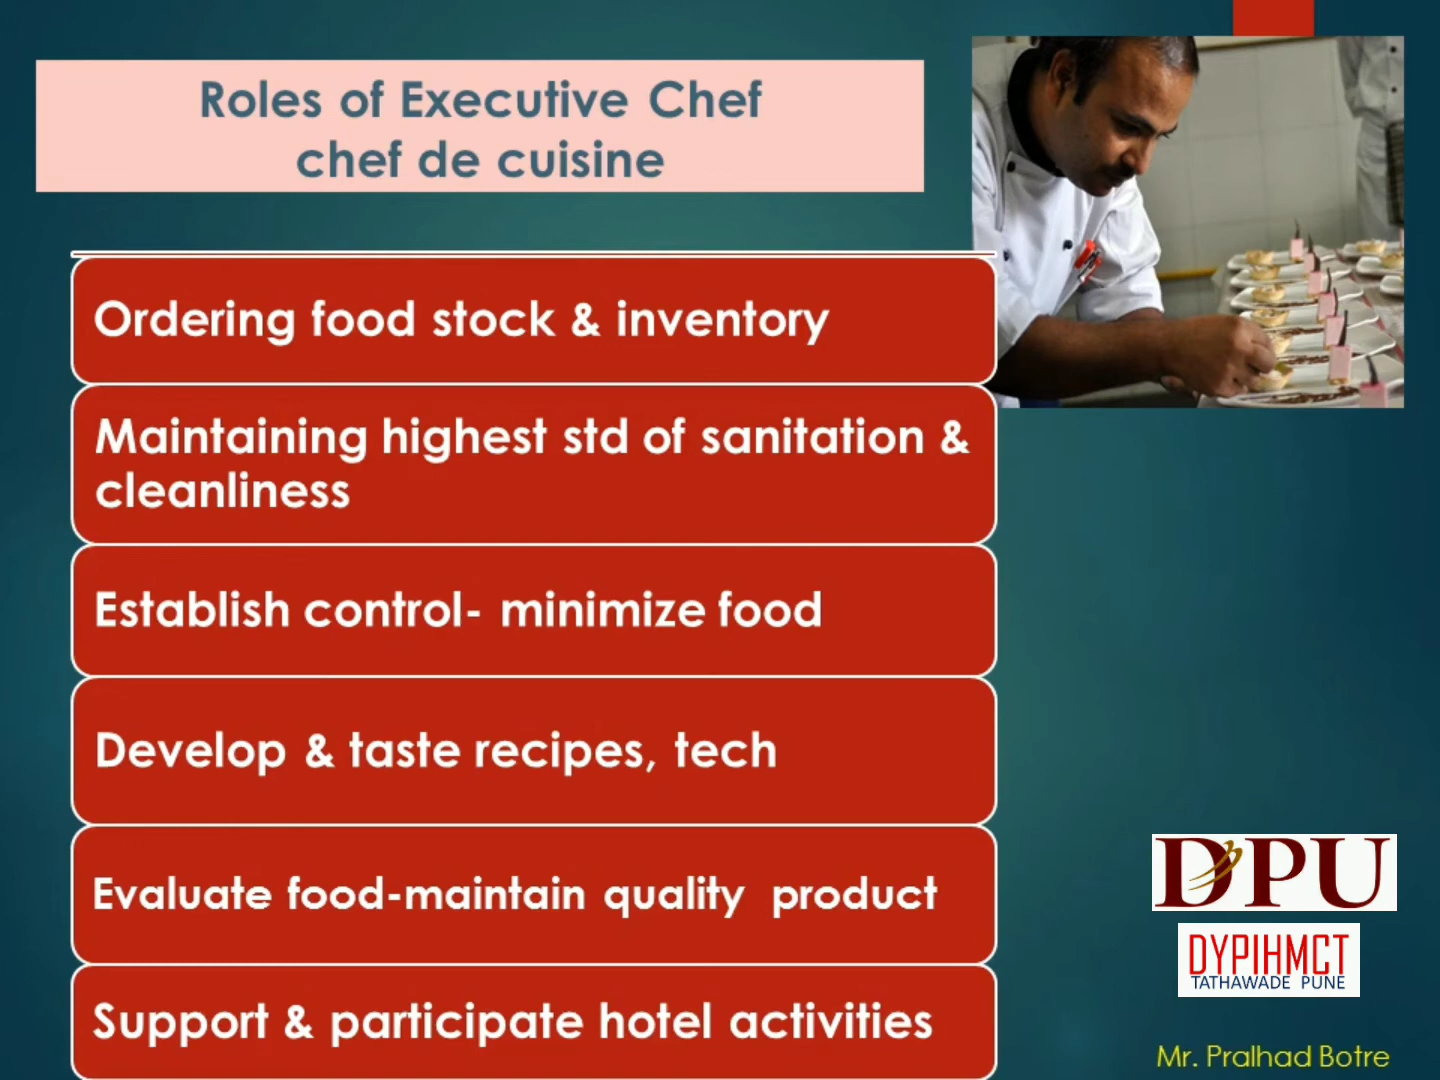 Roles of Executive Chef
chef de cuisine
Ordering food stock & inventory
Maintaining highest std of sanitation &
cleanliness
Establish control- minimize food
Develop & taste recipes, tech
Evaluate food-maintain quality product
Support & participate hotel activities
DPU
DYPIHMCT
TATHAWADE PUNE
Mr. Pralhad Botre